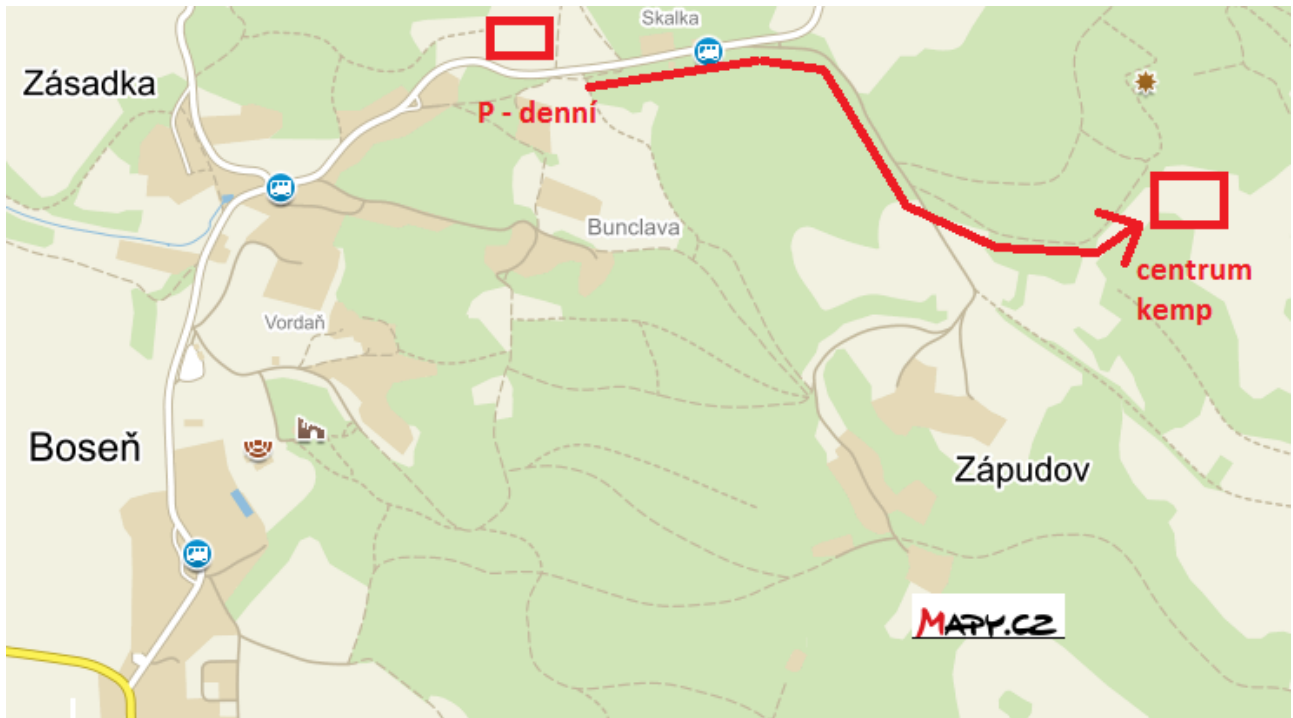 Skalka
Zásadka
P - denní
Bunclava
centrum
kemp
Vordaň
Boseň
Zápudov
MAPY.CZ